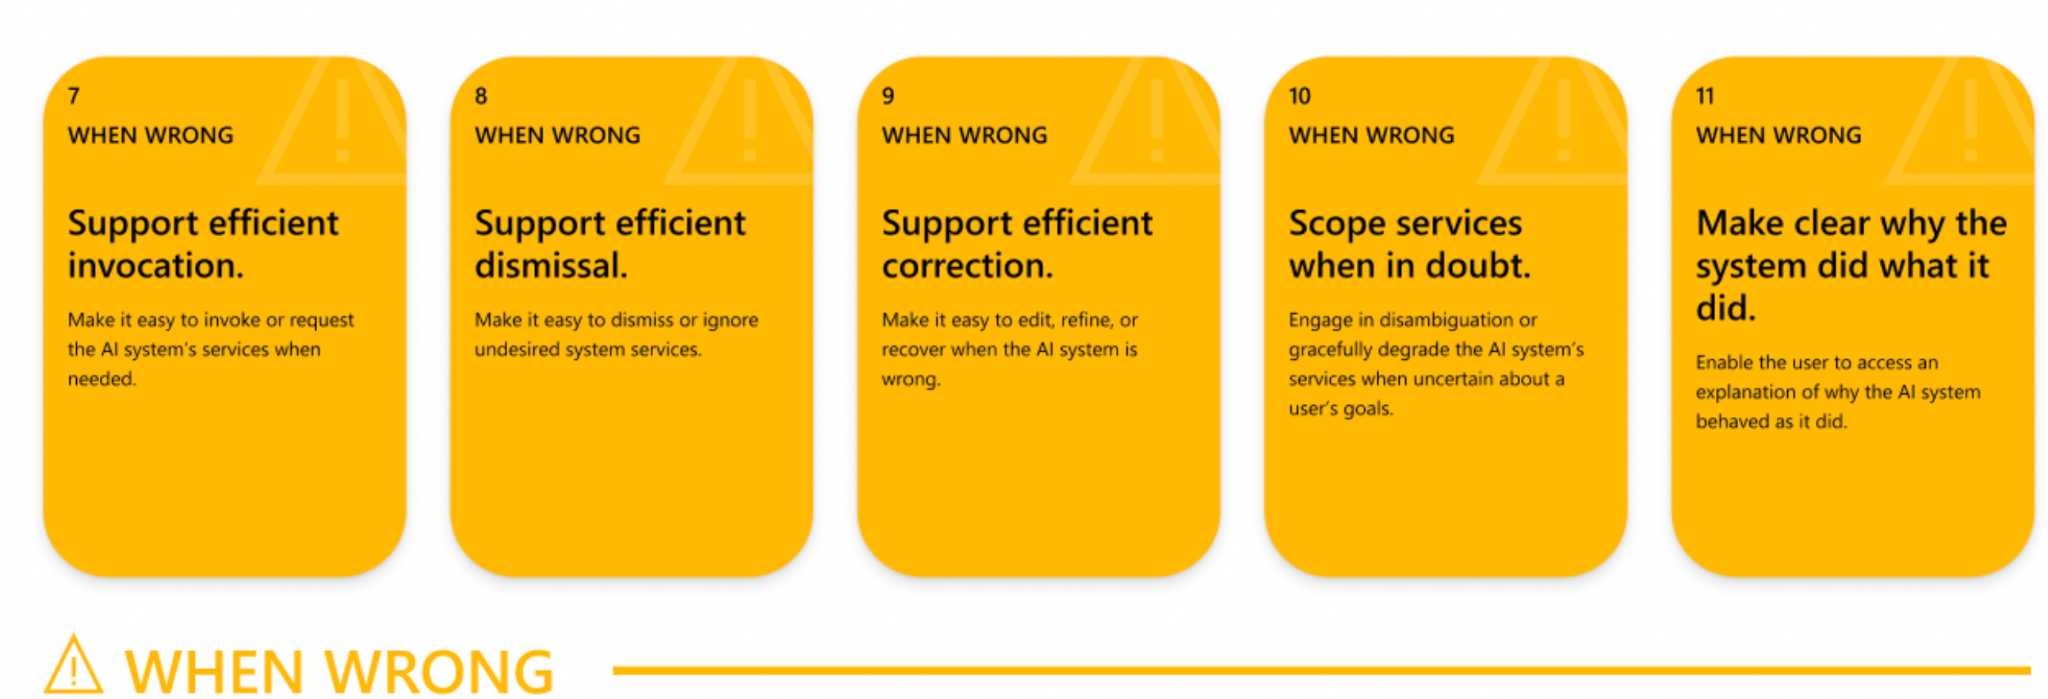 7
WHEN WRONG
Support efficient
invocation.
Make it easy to invoke or request
the AI system's services when
needed.
8
WHEN WRONG
Support efficient
dismissal.
Make it easy to dismiss or ignore
undesired system services.
9
WHEN WRONG
Support efficient
correction.
Make it easy to edit, refine, or
recover when the AI system is
wrong.
10
WHEN WRONG
Scope services
when in doubt.
Engage in disambiguation or
gracefully degrade the AI system's
services when uncertain about a
user's goals.
11
WHEN WRONG
Make clear why the
system did what it
did.
Enable the user to access an
explanation of why the AI system
behaved as it did.
WHEN WRONG